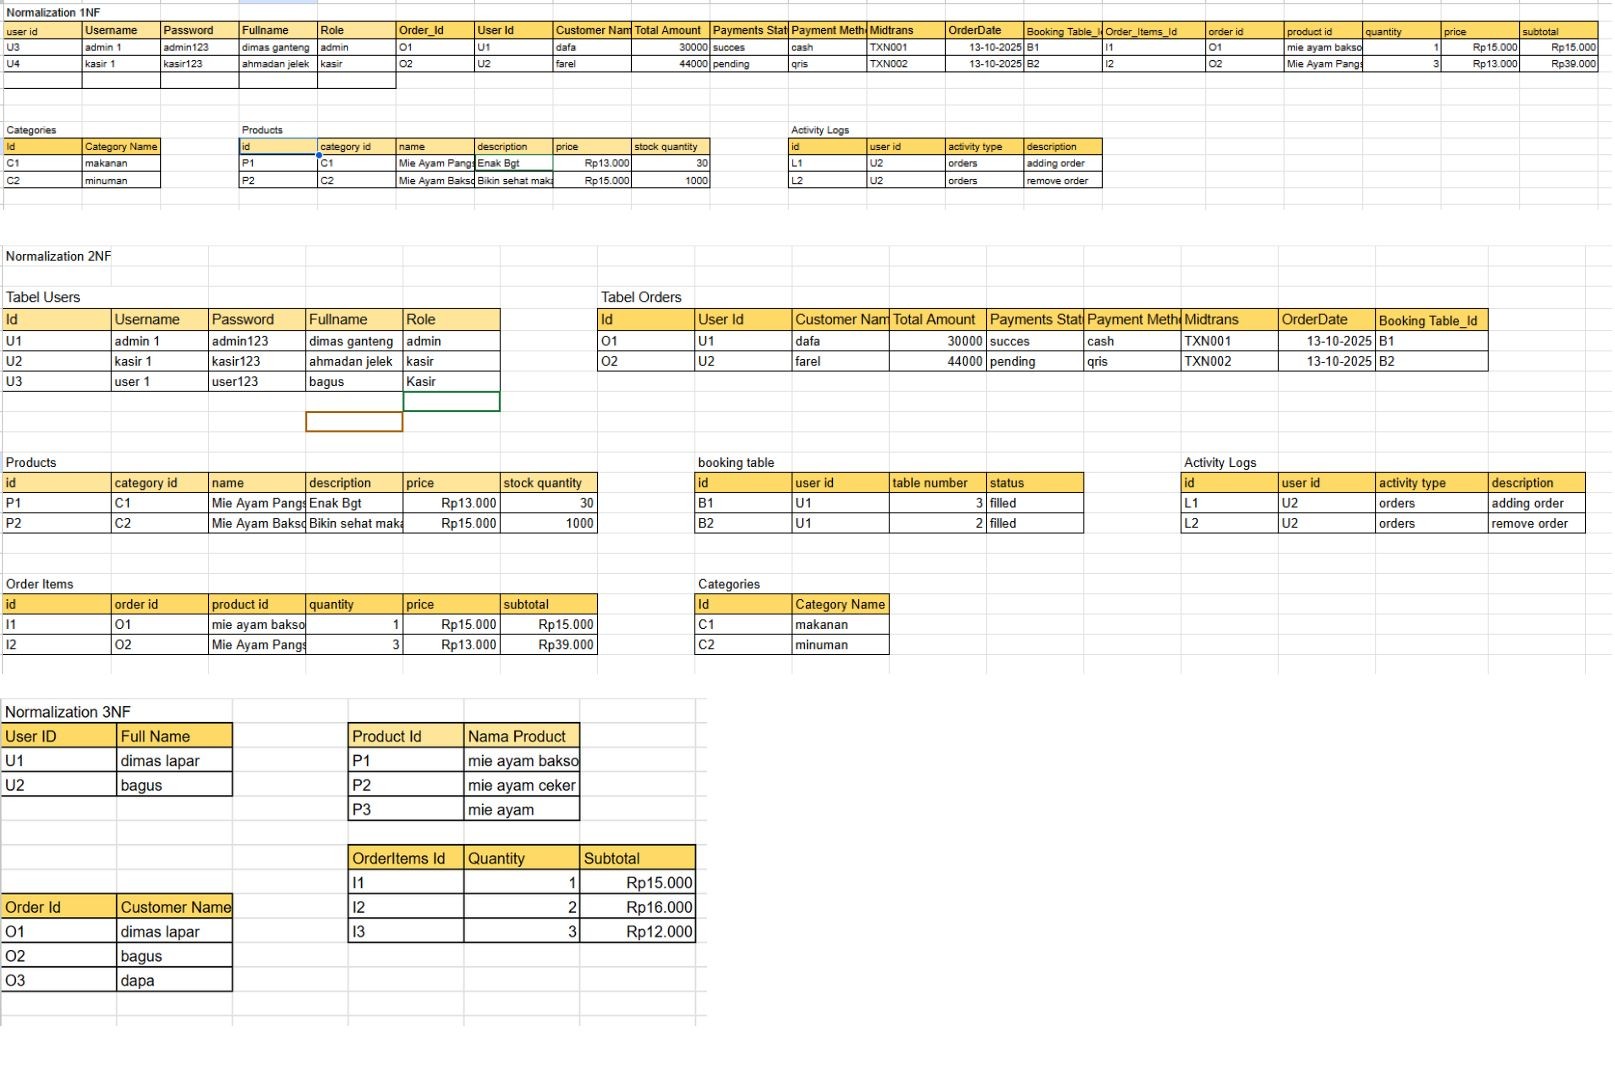 Normalization 1NF
user id Username Password Fullname Role Order_Id User Id Customer Nam Total Amount Payments Stat Payment Meth Midtrans OrderDate Booking Table_I Order_Items_Id order id product id quantity price subtotal
U3 admin 1 admin123 dimas ganteng admin O1 U1 dafa 30000 succes cash TXN001 13-10-2025 B1 I1 O1 mie ayam bakso 1 Rp15.000 Rp15.000
U4 kasir 1 kasir123 ahmadan jelek kasir O2 U2 farel 44000 pending qris TXN002 13-10-2025 B2 I2 O2 Mie Ayam Pangs 3 Rp13.000 Rp39.000
Categories Products Activity Logs
Id Category Name id category id name description price stock quantity id user id activity type description
C1 makanan P1 C1 Mie Ayam Pangs Enak Bgt Rp13.000 30 L1 U2 orders adding order
C2 minuman P2 C2 Mie Ayam Bakso Bikin sehat maka Rp15.000 1000 L2 U2 orders remove order
Normalization 2NF
Tabel Users Tabel Orders
Id Username Password Fullname Role Id User Id Customer Nam Total Amount Payments Stat Payment Meth Midtrans OrderDate Booking Table_Id
U1 admin 1 admin123 dimas ganteng admin O1 U1 dafa 30000 succes cash TXN001 13-10-2025 B1
U2 kasir 1 kasir123 ahmadan jelek kasir O2 U2 farel 44000 pending qris TXN002 13-10-2025 B2
U3 user 1 user123 bagus Kasir
Products booking table Activity Logs
id category id name description price stock quantity id user id table number status id user id activity type description
P1 C1 Mie Ayam Pangs Enak Bgt Rp13.000 30 B1 U1 3 filled L1 U2 orders adding order
P2 C2 Mie Ayam Bakso Bikin sehat maka Rp15.000 1000 B2 U1 2 filled L2 U2 orders remove order
Order Items Categories
id order id product id quantity price subtotal Id Category Name
I1 O1 mie ayam bakso 1 Rp15.000 Rp15.000 C1 makanan
I2 O2 Mie Ayam Pangs 3 Rp13.000 Rp39.000 C2 minuman
Normalization 3NF
User ID Full Name Product Id Nama Product
U1 dimas lapar P1 mie ayam bakso
U2 bagus P2 mie ayam ceker
P3 mie ayam
OrderItems Id Quantity Subtotal
I1 1 Rp15.000
Order Id Customer Name I2 2 Rp16.000
O1 dimas lapar I3 3 Rp12.000
O2 bagus
O3 dapa